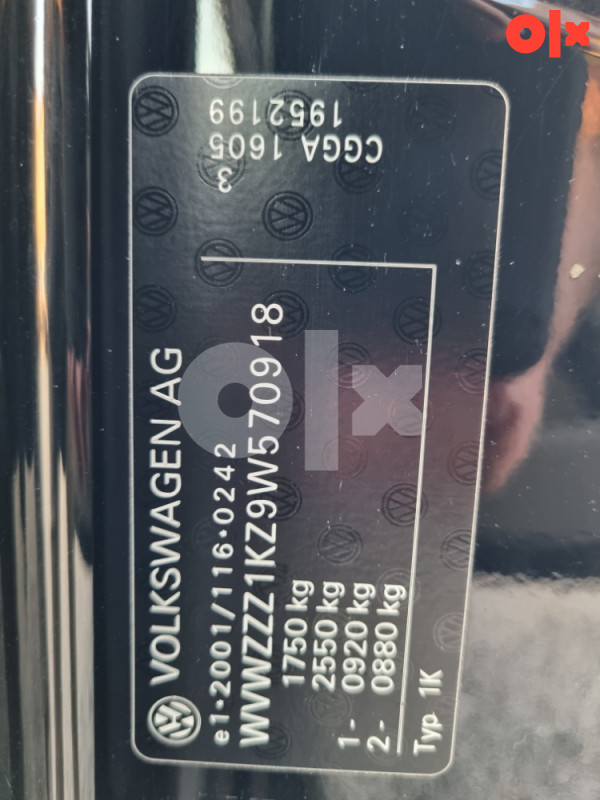 VOLKSWAGEN AG
e1*2001/116*0242
WVWZZZ1KZ9W570918
1750 kg
2550 kg
1- 0920 kg
2- 0880 kg
Typ 1K
CGGA 1605
1952199
3
olx
olx